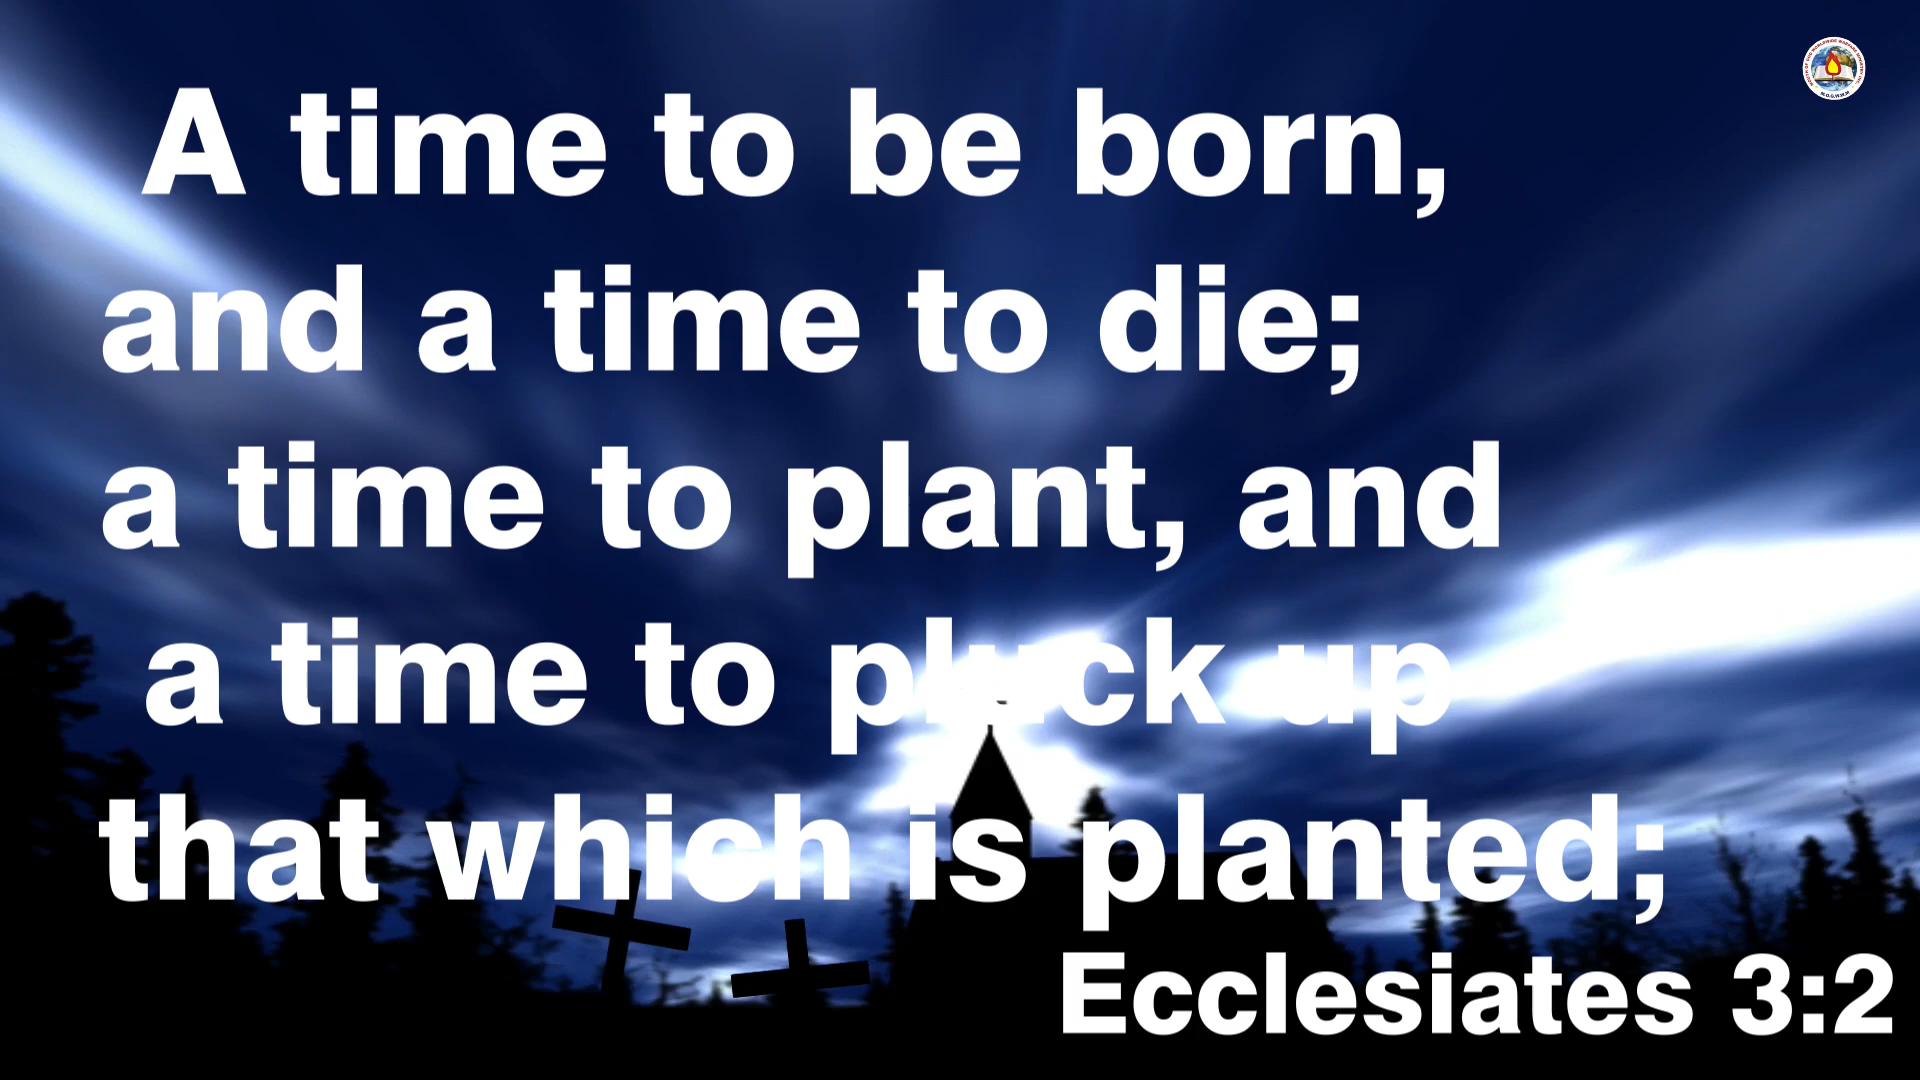 A time to be born,
and a time to die;
a time to plant, and
a time to pluck up
that which is planted;
Ecclesiates 3:2